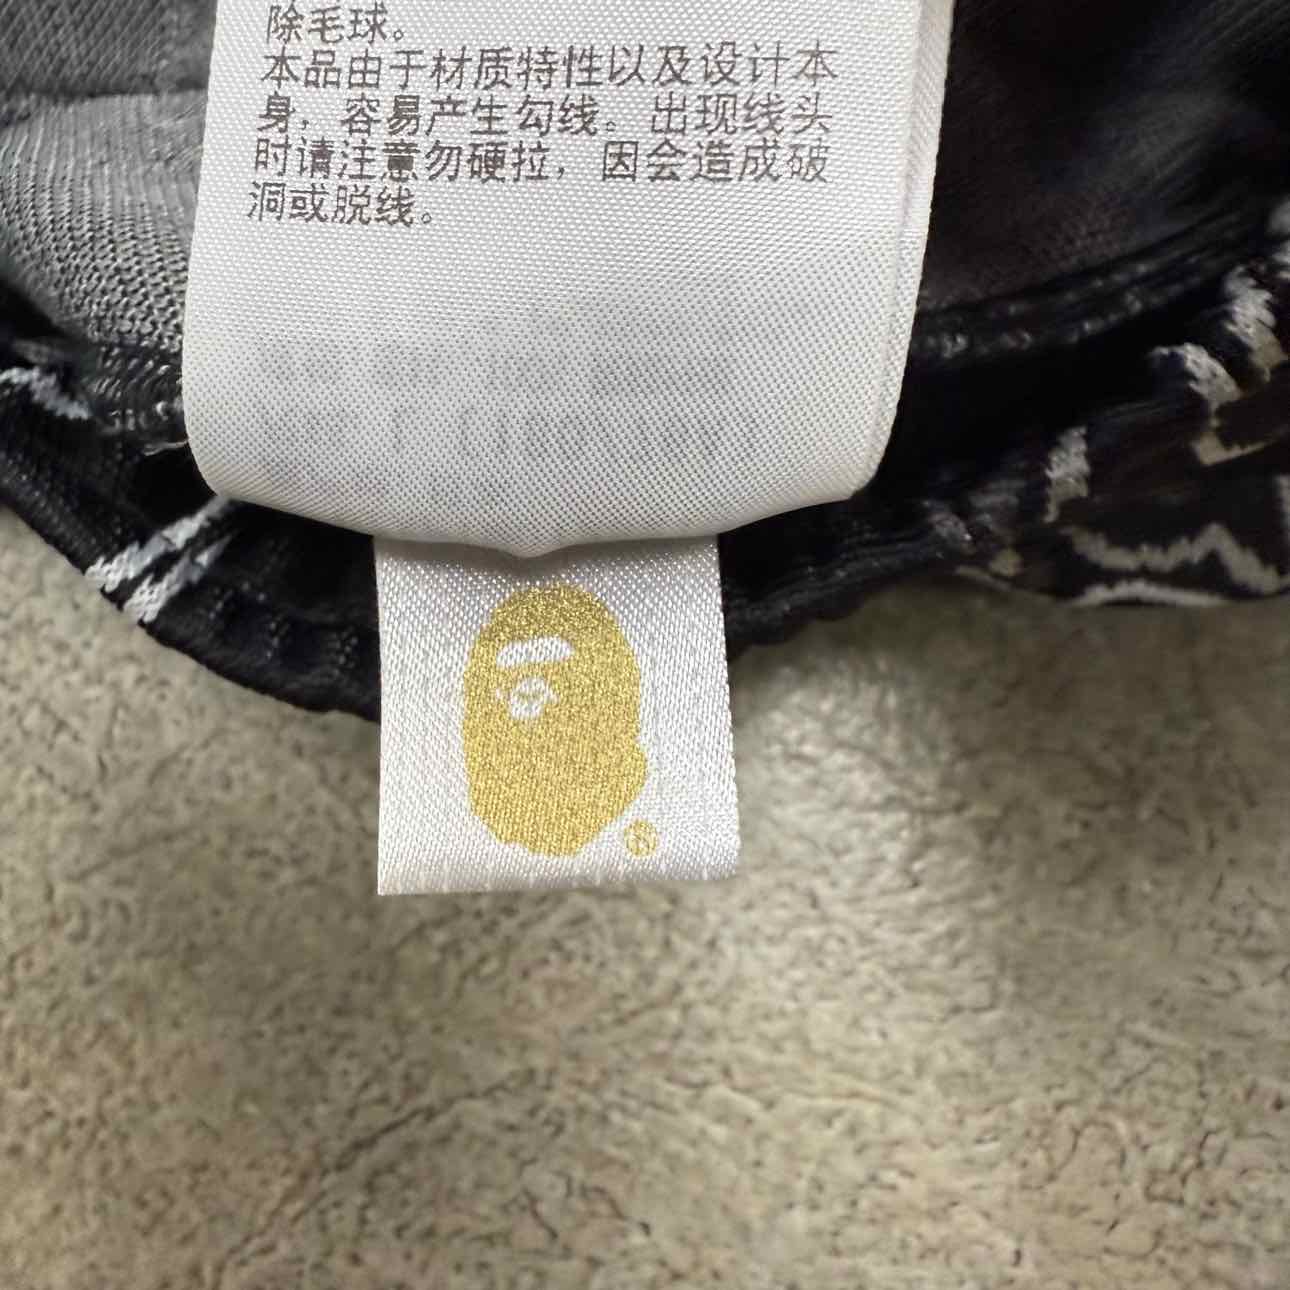 除毛球。
本品由于材质特性以及设计本
身，容易产生勾线。出现线头
时请注意勿硬拉，因会造成破
洞或脱线。